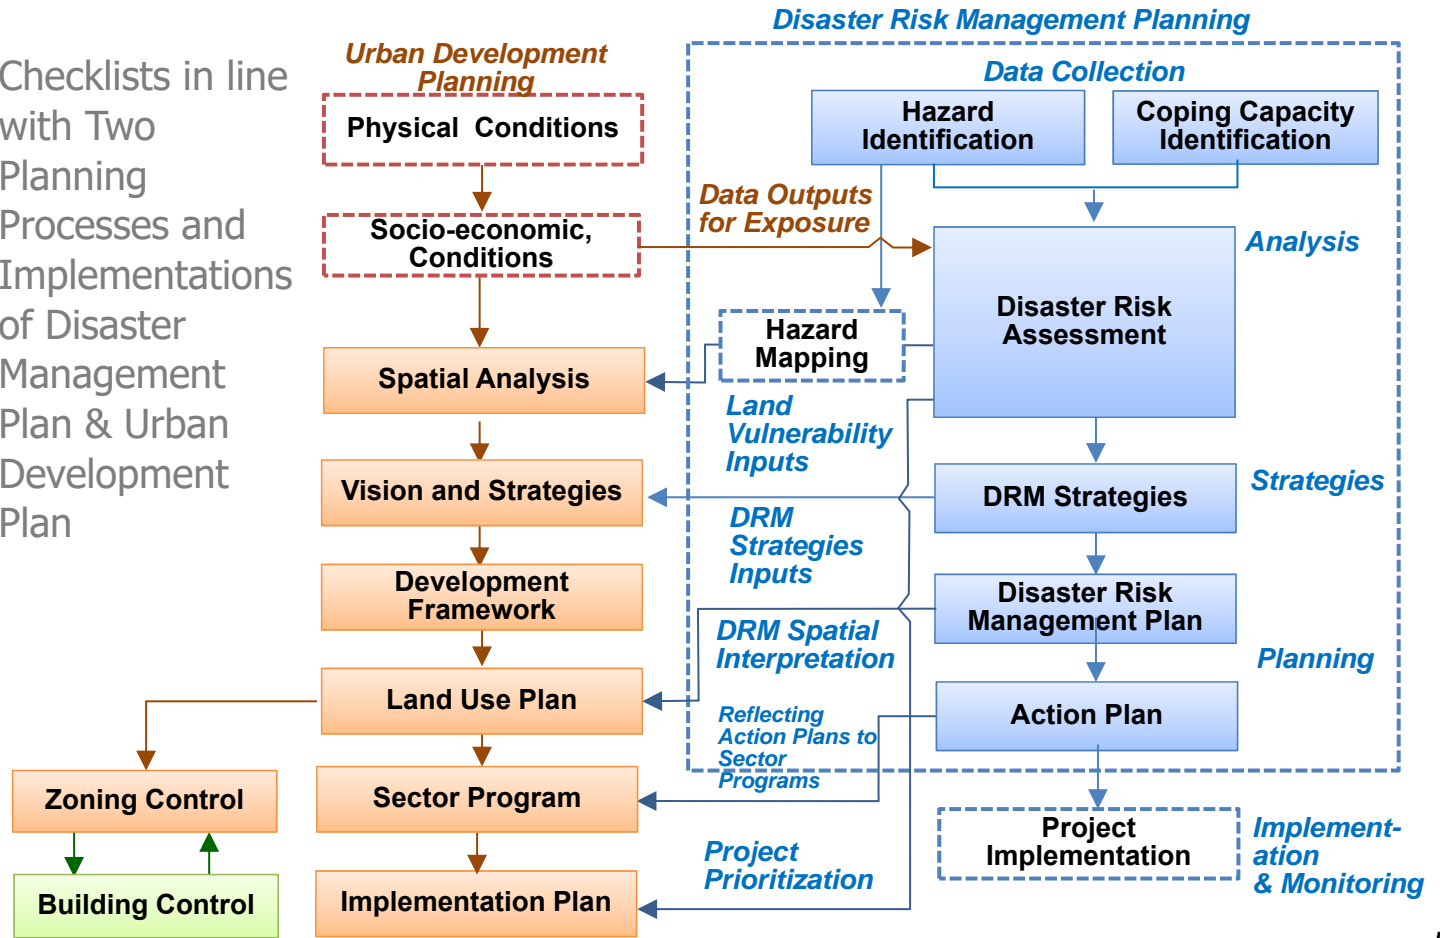 Checklists in line
with Two
Planning
Processes and
Implementations
of Disaster
Management
Plan & Urban
Development
Plan
Urban Development
Planning
Physical Conditions
Socio-economic,
Conditions
Spatial Analysis
Vision and Strategies
Development
Framework
Land Use Plan
Sector Program
Implementation Plan
Zoning Control
Building Control
Disaster Risk Management Planning
Data Collection
Hazard
Identification
Coping Capacity
Identification
Data Outputs
for Exposure
Analysis
Disaster Risk
Assessment
Hazard
Mapping
Land
Vulnerability
Inputs
DRM Strategies
Strategies
DRM
Strategies
Inputs
Disaster Risk
Management Plan
DRM Spatial
Interpretation
Planning
Action Plan
Reflecting
Action Plans to
Sector
Programs
Project
Implementation
Implement-
ation
& Monitoring
Project
Prioritization